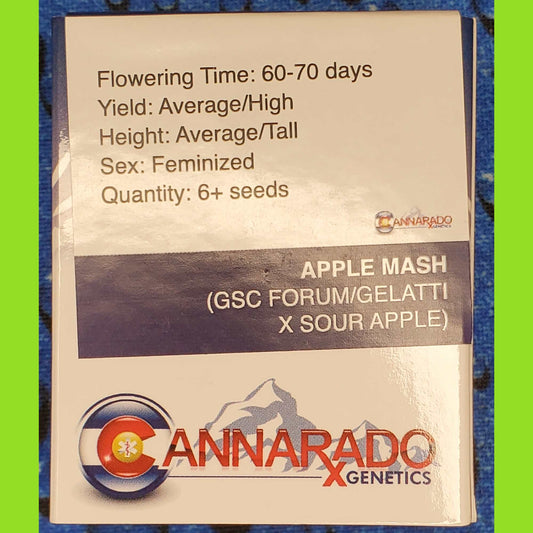 Flowering Time: 60-70 days
Yield: Average/High
Height: Average/Tall
Sex: Feminized
Quantity: 6+ seeds
CANNARADO
GENETICS
APPLE MASH
(GSC FORUM/GELATTI
X SOUR APPLE)
CANNARADO
GENETICS